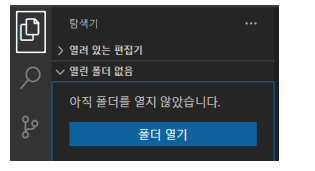 탐색기 ...
열려 있는 편집기
열린 폴더 없음
아직 폴더를 열지 않았습니다.
폴더 열기